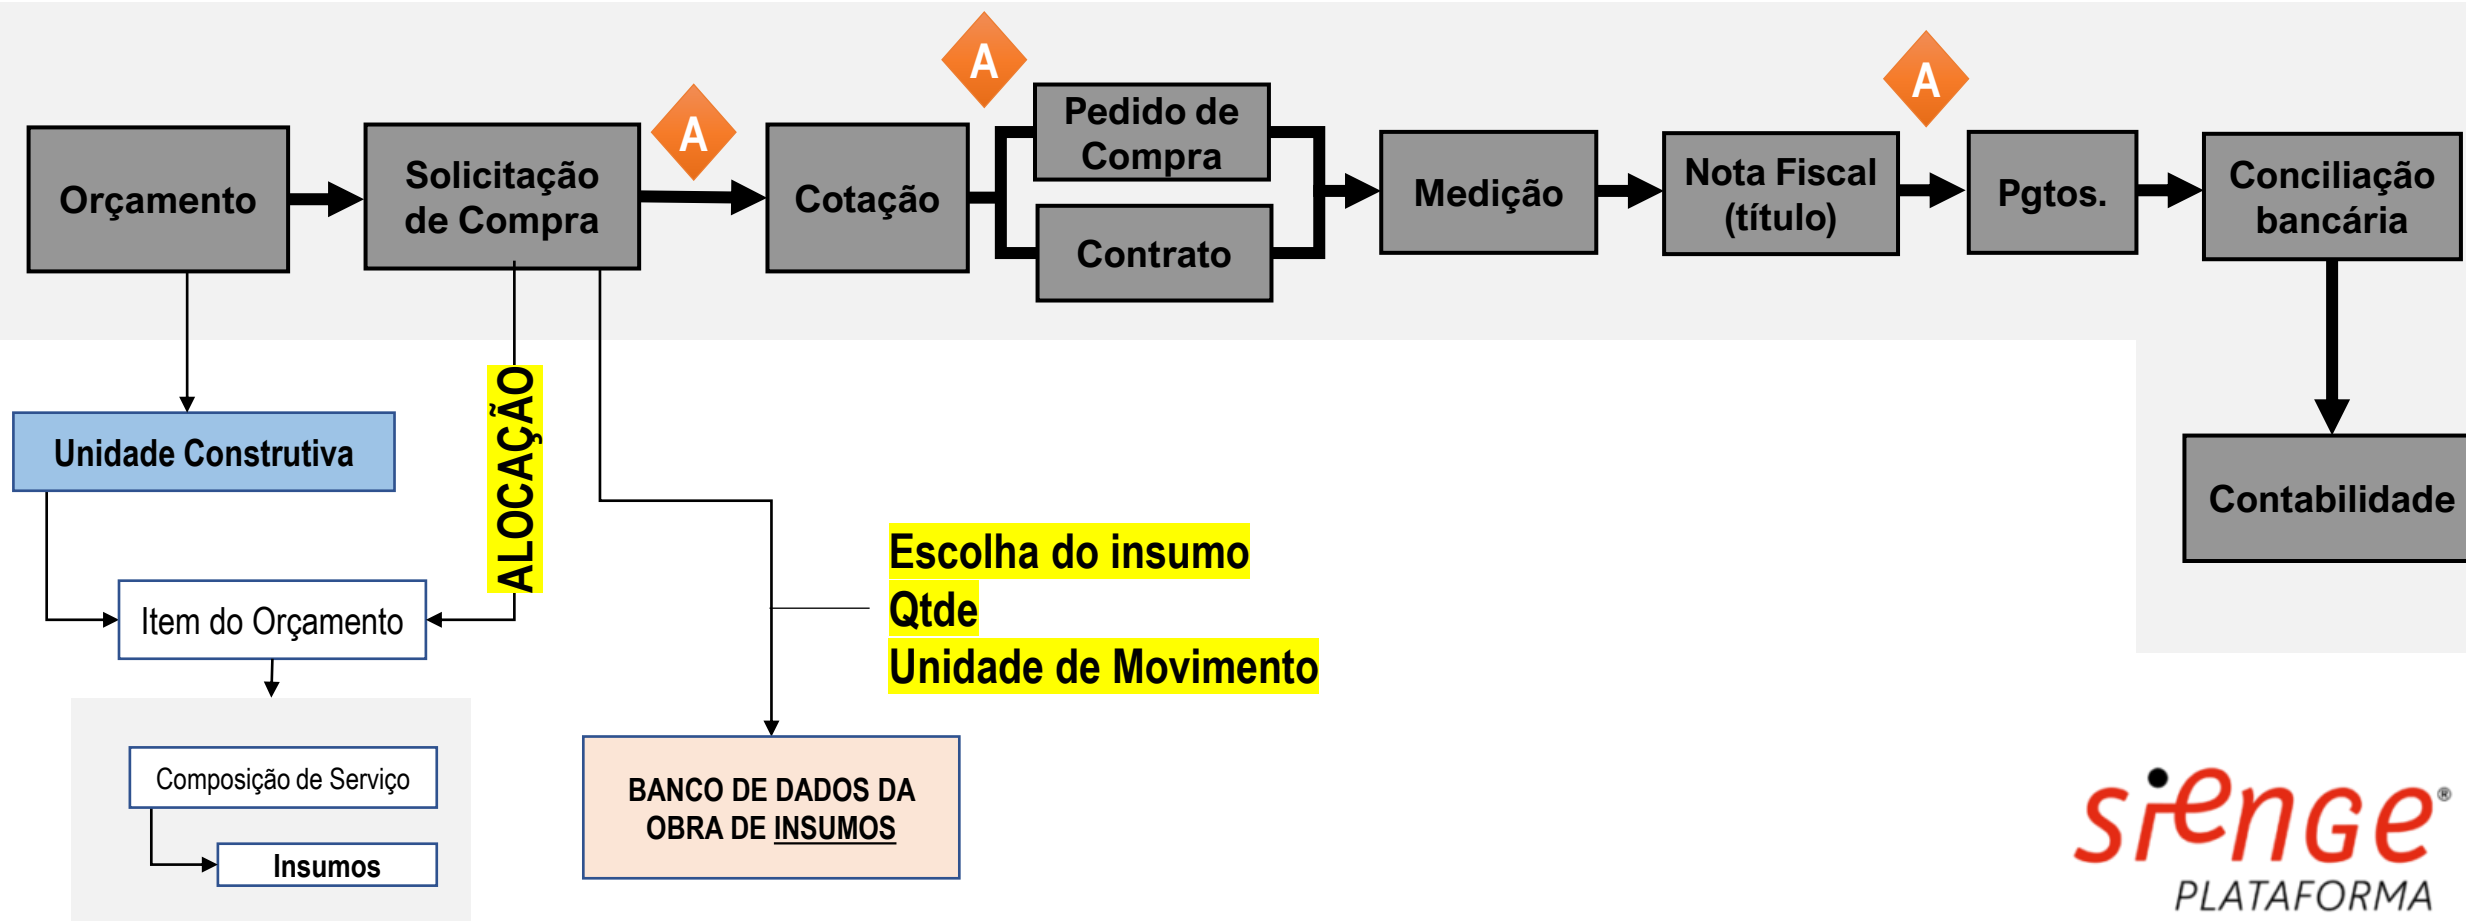 A
A
A
Orçamento
Solicitação
de Compra
Cotação
Pedido de
Compra
Contrato
Medição
Nota Fiscal
(título)
Pgtos.
Conciliação
bancária
Contabilidade
Unidade Construtiva
ALOCAÇÃO
Item do Orçamento
Composição de Serviço
Insumos
Escolha do insumo
Qtde
Unidade de Movimento
BANCO DE DADOS DA
OBRA DE INSUMOS
sienge®
PLATAFORMA